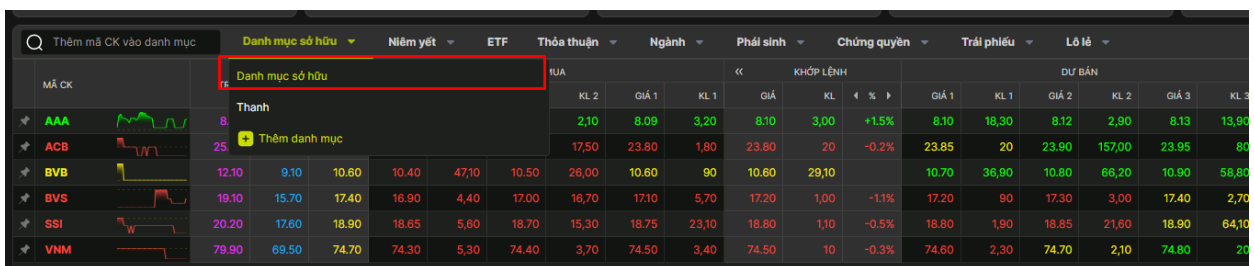 Thêm mã CK vào danh mục Danh mục sở hữu Niêm yết ETF Thỏa thuận Ngành Phái sinh Chứng quyền Trái phiếu Lô lẻ
Danh mục sở hữu
Thanh
Thêm danh mục
MÃ CK MUA « KHỚP LỆNH DƯ BÁN
KL 2 GIÁ 1 KL 1 GIÁ KL % GIÁ 1 KL 1 GIÁ 2 KL 2 GIÁ 3 KL 3
AAA 8. 2,10 8.09 3,20 8.10 3,00 +1.5% 8.10 18,30 8.12 2,90 8.13 13,90
ACB 25. 17,50 23.80 1,80 23.80 20 -0.2% 23.85 20 23.90 157,00 23.95 80
BVB 12.10 9.10 10.60 10.40 47,10 10.50 26,00 10.60 90 10.60 29,10 10.70 36,90 10.80 66,20 10.90 58,80
BVS 19.10 15.70 17.40 16.90 4,40 17.00 16,70 17.10 5,70 17.20 1,00 -1.1% 17.20 90 17.30 3,00 17.40 2,70
SSI 20.20 17.60 18.90 18.65 5,60 18.70 15,30 18.75 23,10 18.80 1,10 -0.5% 18.80 1,90 18.85 21,60 18.90 64,10
VNM 79.90 69.50 74.70 74.30 5,30 74.40 3,70 74.50 3,40 74.50 10 -0.3% 74.60 2,30 74.70 2,10 74.80 20